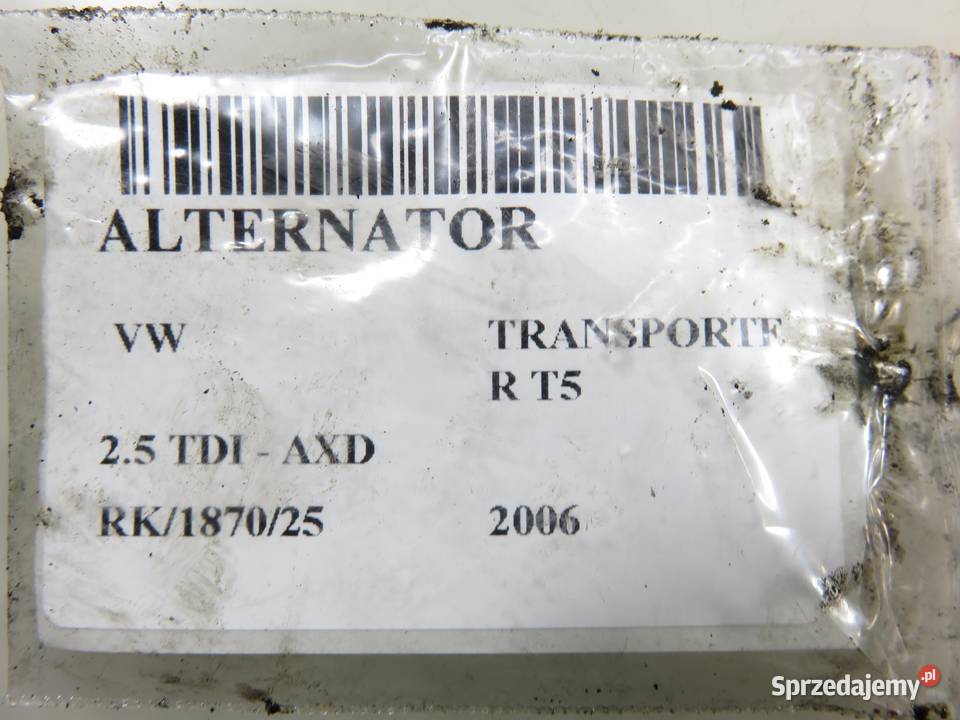 ALTERNATOR
VW TRANSPORTE
R T5
2.5 TDI - AXD
RK/1870/25 2006
Sprzedajemy.pl